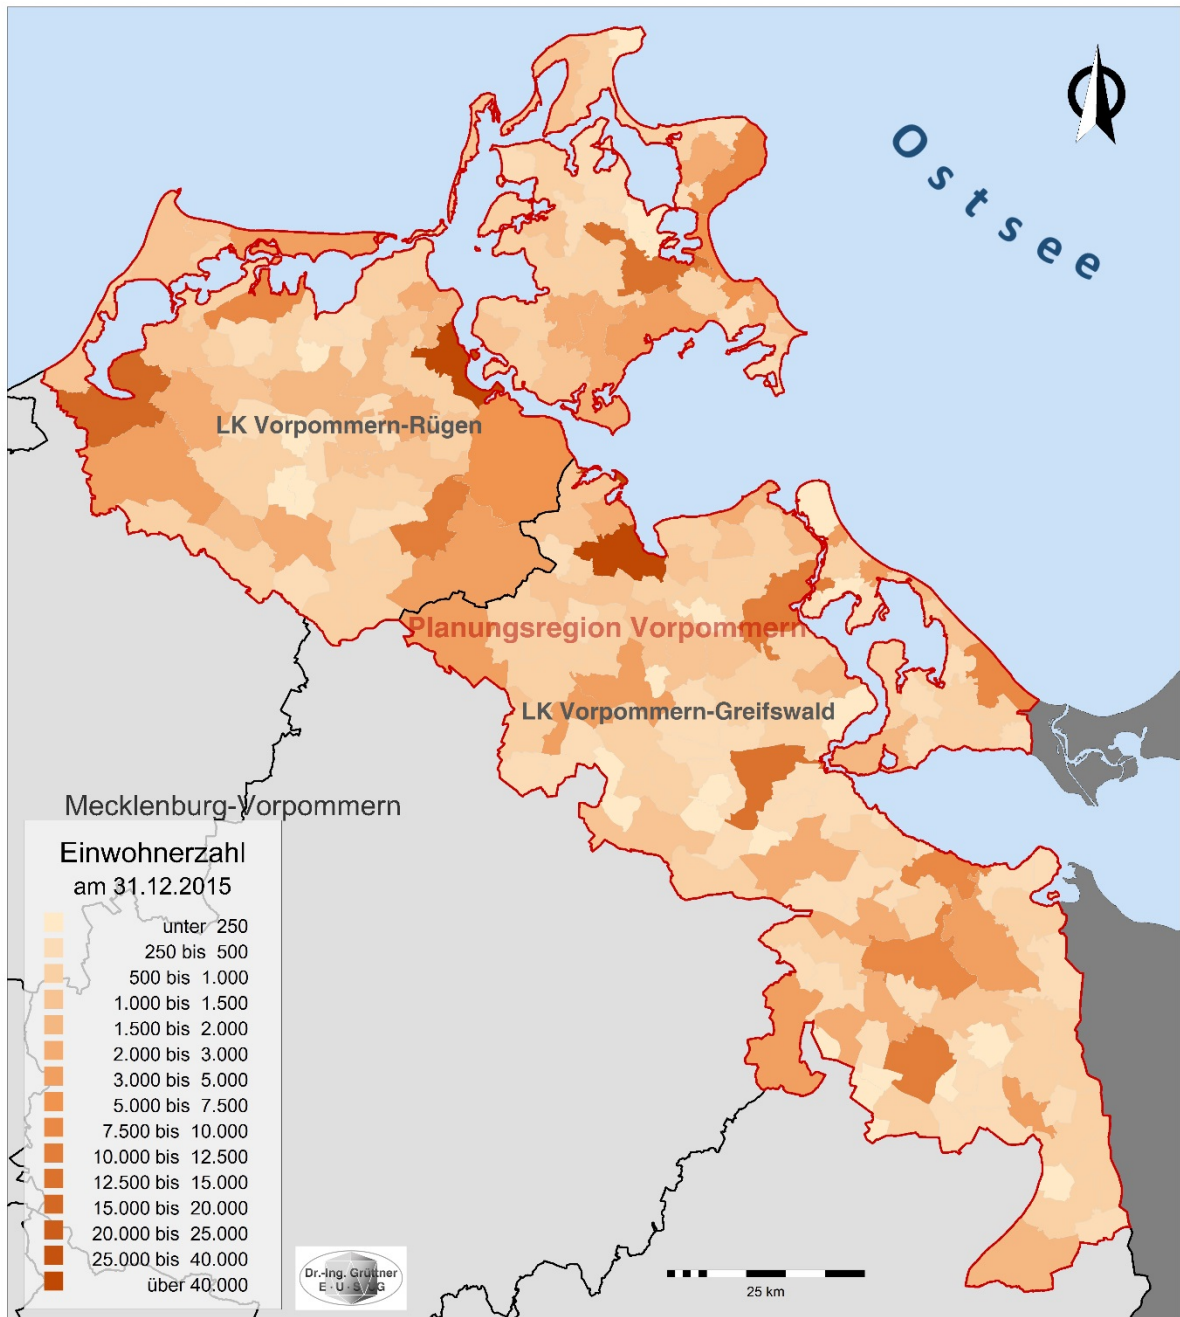 Ostsee
LK Vorpommern-Rügen
Planungsregion Vorpommern
LK Vorpommern-Greifswald
Mecklenburg-Vorpommern
Einwohnerzahl
am 31.12.2015
unter 250
250 bis 500
500 bis 1.000
1.000 bis 1.500
1.500 bis 2.000
2.000 bis 3.000
3.000 bis 5.000
5.000 bis 7.500
7.500 bis 10.000
10.000 bis 12.500
12.500 bis 15.000
15.000 bis 20.000
20.000 bis 25.000
25.000 bis 40.000
über 40.000
Dr.-Ing. Grüttner
E · U · S · UG
25 km